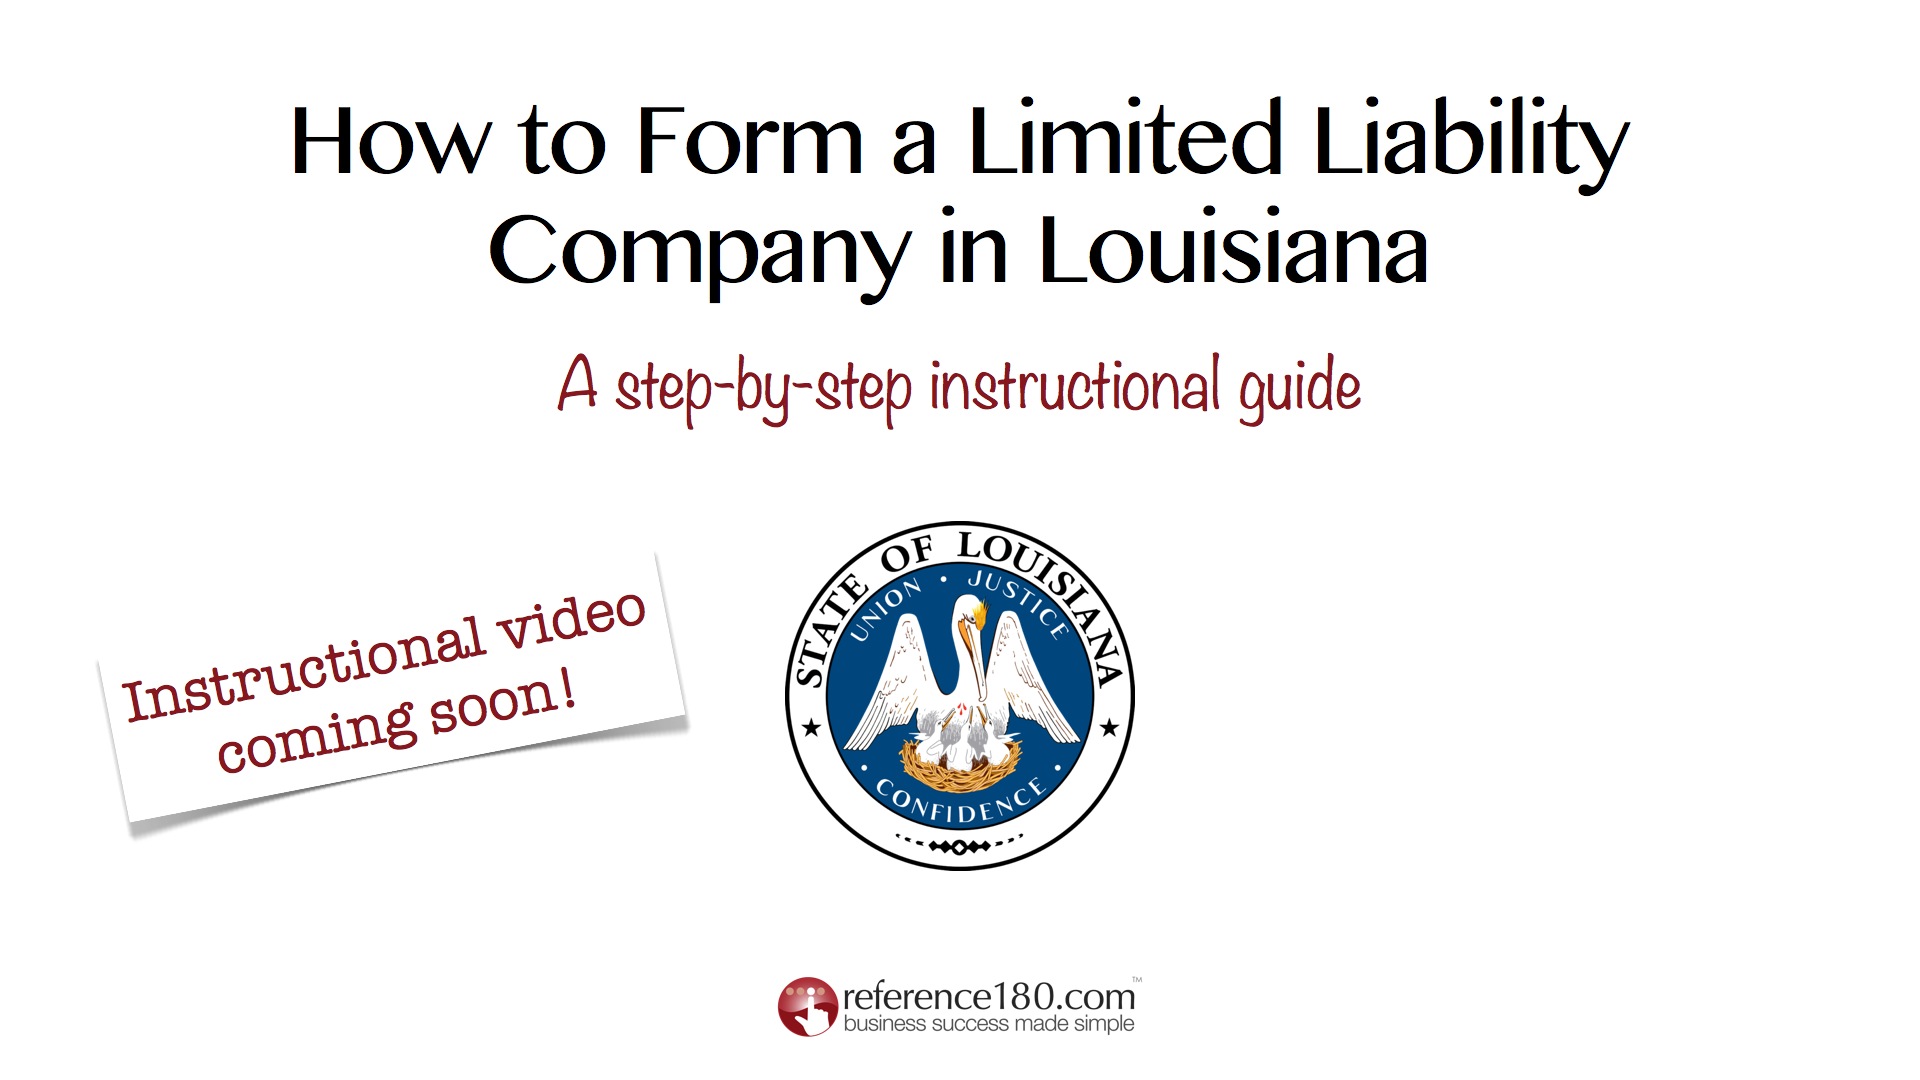 How to Form a Limited Liability
Company in Louisiana
A step-by-step instructional guide
Instructional video
coming soon!
STATE OF LOUISIANA
UNION · JUSTICE
· CONFIDENCE ·
reference180.com™
business success made simple